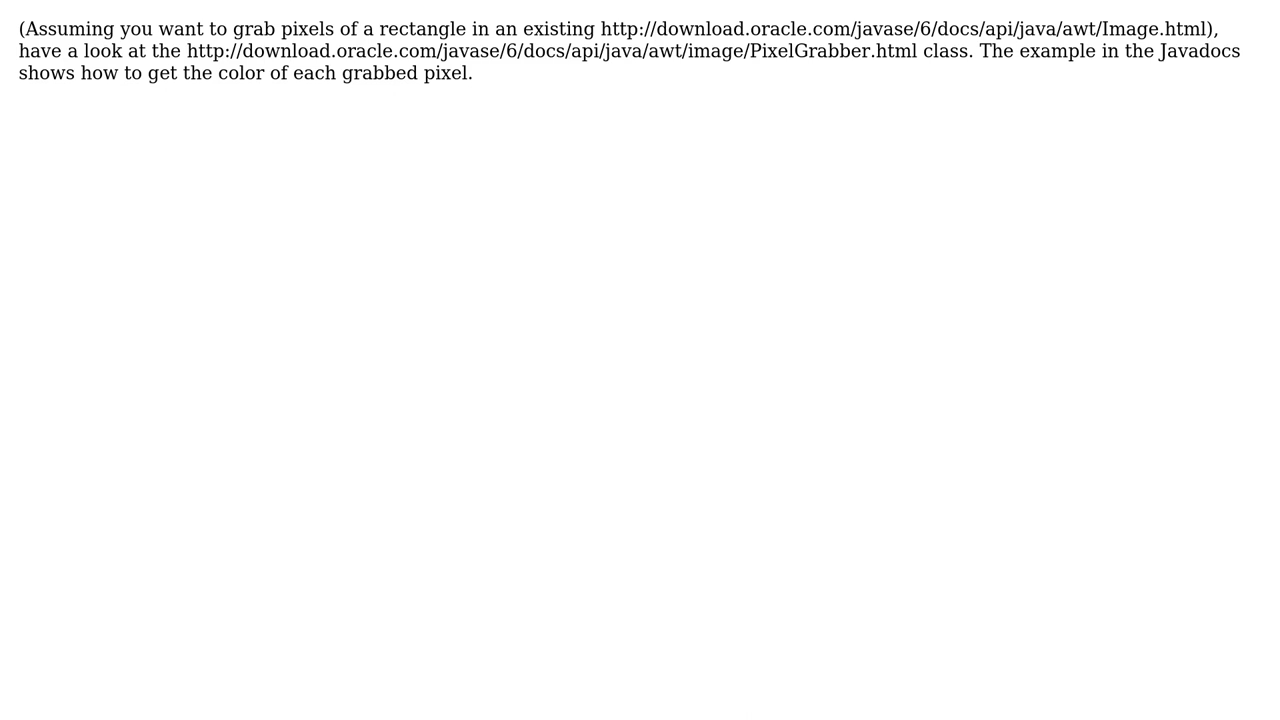 (Assuming you want to grab pixels of a rectangle in an existing http://download.oracle.com/javase/6/docs/api/java/awt/Image.html),
have a look at the http://download.oracle.com/javase/6/docs/api/java/awt/image/PixelGrabber.html class. The example in the Javadocs
shows how to get the color of each grabbed pixel.